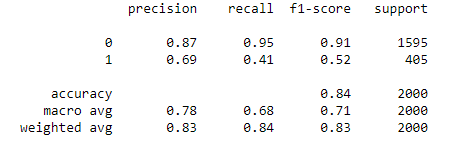 precision recall f1-score support
0 0.87 0.95 0.91 1595
1 0.69 0.41 0.52 405
accuracy 0.84 2000
macro avg 0.78 0.68 0.71 2000
weighted avg 0.83 0.84 0.83 2000